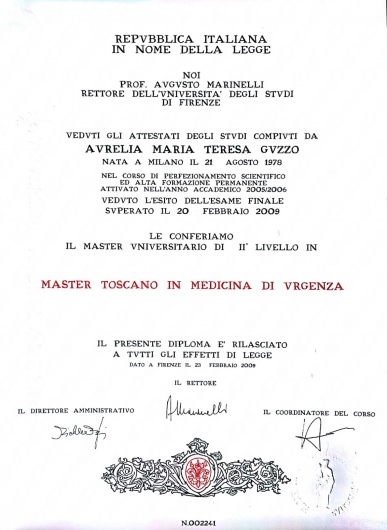 REPVBBLICA ITALIANA
IN NOME DELLA LEGGE
NOI
PROF. AVGVSTO MARINELLI
RETTORE DELL'VNIVERSITA' DEGLI STVDI
DI FIRENZE
VEDVTI GLI ATTESTATI DEGLI STVDI COMPIVTI DA
AVRELIA MARIA TERESA GVZZO
NATA A MILANO IL 21 AGOSTO 1978
NEL CORSO DI PERFEZIONAMENTO SCIENTIFICO
ED ALTA FORMAZIONE PERMANENTE
ATTIVATO NELL'ANNO ACCADEMICO 2005/2006
VEDVTO L'ESITO DELL'ESAME FINALE
SVPERATO IL 20 FEBBRAIO 2009
LE CONFERIAMO
IL MASTER VNIVERSITARIO DI II° LIVELLO IN
MASTER TOSCANO IN MEDICINA DI VRGENZA
IL PRESENTE DIPLOMA E' RILASCIATO
A TVTTI GLI EFFETTI DI LEGGE
DATO A FIRENZE IL 23 FEBBRAIO 2009
IL RETTORE
IL DIRETTORE AMMINISTRATIVO
IL COORDINATORE DEL CORSO
N.002241